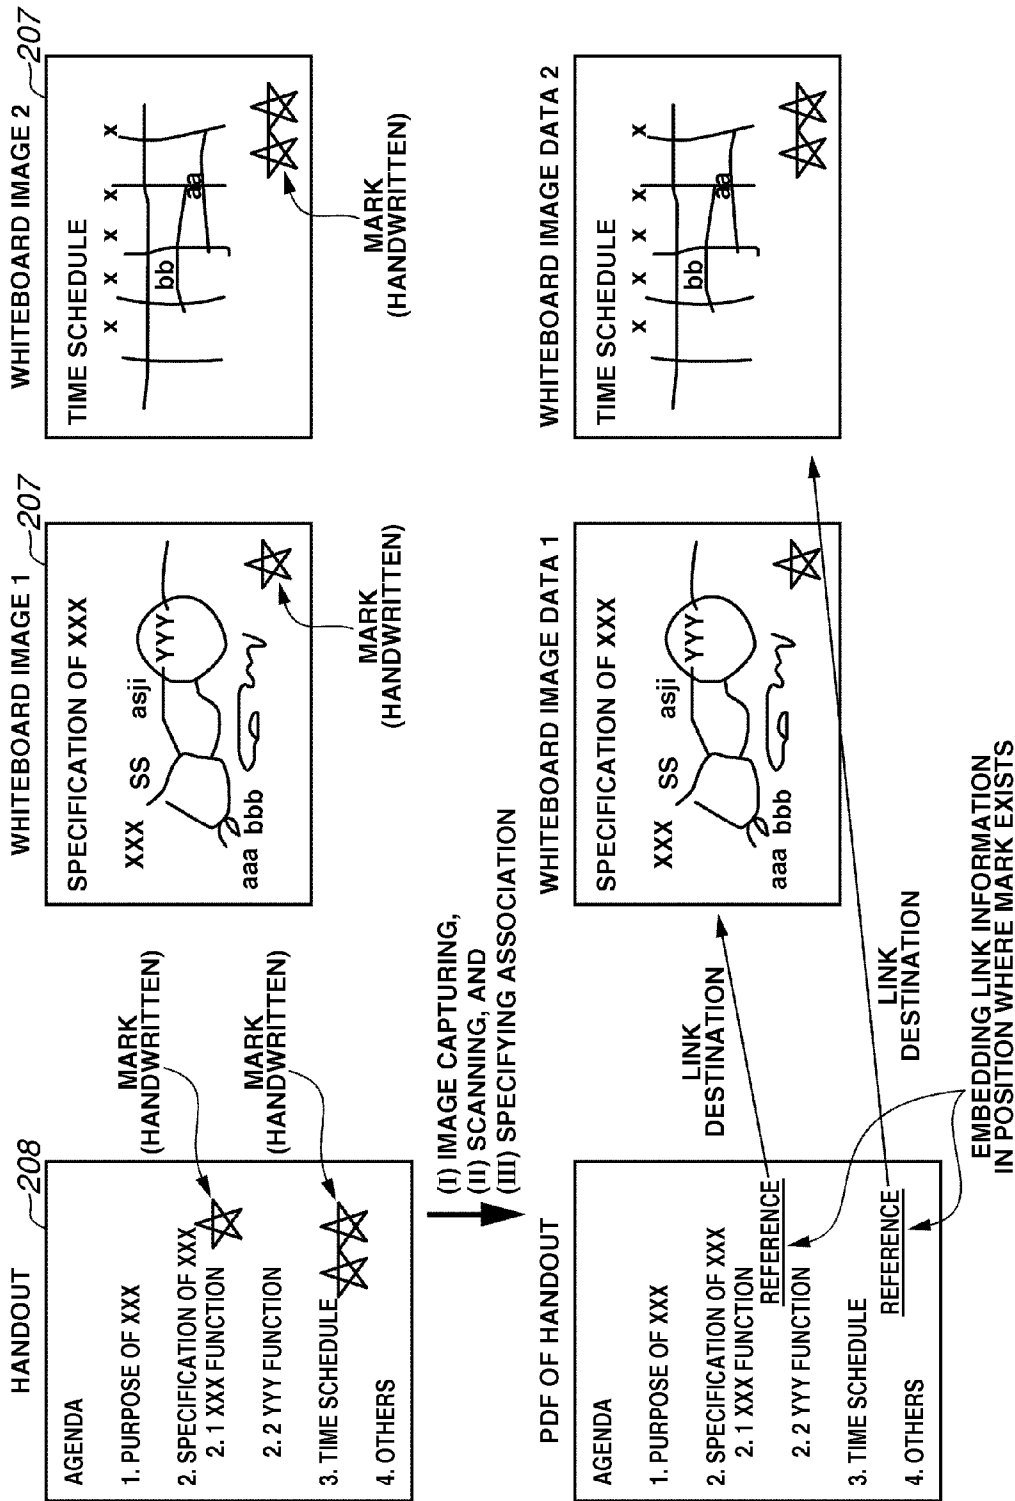 HANDOUT
208
AGENDA
1. PURPOSE OF XXX
2. SPECIFICATION OF XXX
2. 1 XXX FUNCTION
2. 2 YYY FUNCTION
3. TIME SCHEDULE
4. OTHERS
MARK
(HANDWRITTEN)
MARK
(HANDWRITTEN)
WHITEBOARD IMAGE 1
207
SPECIFICATION OF XXX
XXX
SS
asji
YYY
aaa
bbb
MARK
(HANDWRITTEN)
WHITEBOARD IMAGE 2
207
TIME SCHEDULE
x x x x x
bb
aa
MARK
(HANDWRITTEN)
(I) IMAGE CAPTURING,
(II) SCANNING, AND
(III) SPECIFYING ASSOCIATION
PDF OF HANDOUT
AGENDA
1. PURPOSE OF XXX
2. SPECIFICATION OF XXX
2. 1 XXX FUNCTION
REFERENCE
2. 2 YYY FUNCTION
3. TIME SCHEDULE
REFERENCE
4. OTHERS
LINK
DESTINATION
LINK
DESTINATION
EMBEDDING LINK INFORMATION
IN POSITION WHERE MARK EXISTS
WHITEBOARD IMAGE DATA 1
SPECIFICATION OF XXX
XXX
SS
asji
YYY
aaa
bbb
WHITEBOARD IMAGE DATA 2
TIME SCHEDULE
x x x x x
bb
aa